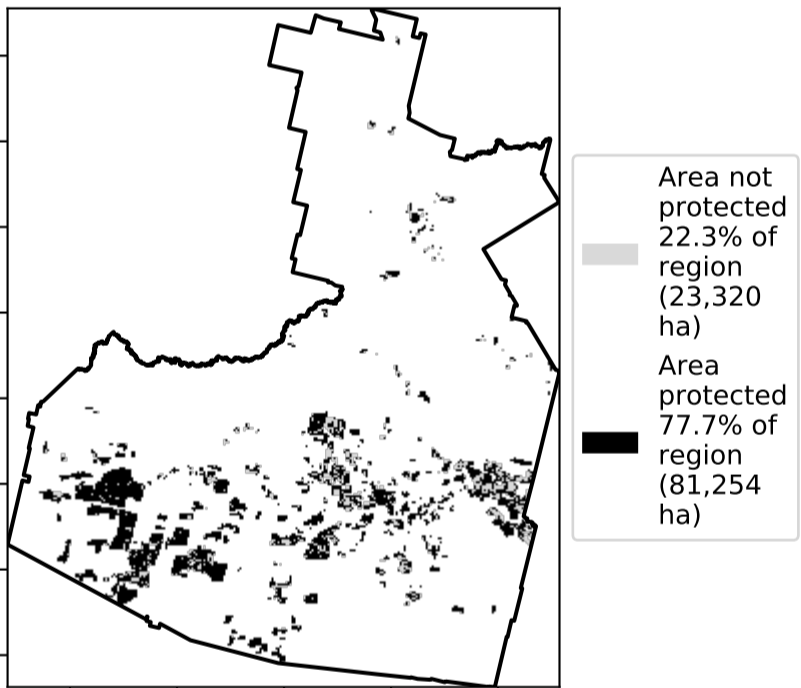 Area not
protected
22.3% of
region
(23,320
ha)
Area
protected
77.7% of
region
(81,254
ha)